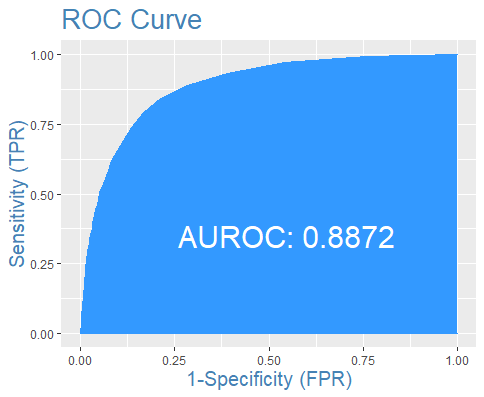 ROC Curve
Sensitivity (TPR)
1.00
0.75
0.50
0.25
0.00
AUROC: 0.8872
0.00 0.25 0.50 0.75 1.00
1-Specificity (FPR)